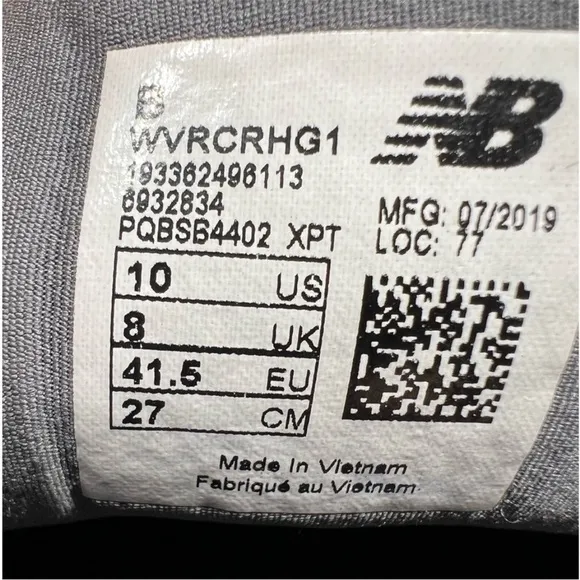 B
WVRCRHG1
193362496113
6932834
PQBSB4402 XPT
NB
MFG: 07/2019
LOC: 77
10 US
8 UK
41.5 EU
27 CM
Made In Vietnam
Fabriqué au Vietnam